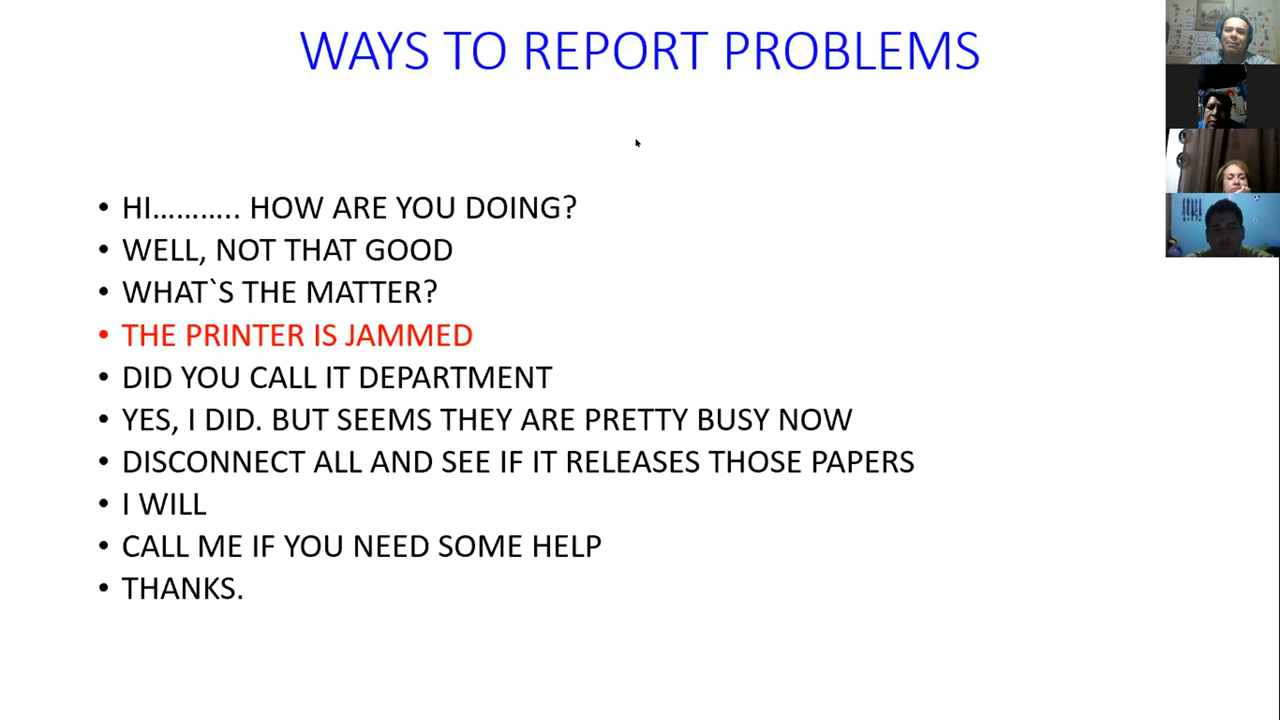 WAYS TO REPORT PROBLEMS
• HI……….. HOW ARE YOU DOING?
• WELL, NOT THAT GOOD
• WHAT`S THE MATTER?
• THE PRINTER IS JAMMED
• DID YOU CALL IT DEPARTMENT
• YES, I DID. BUT SEEMS THEY ARE PRETTY BUSY NOW
• DISCONNECT ALL AND SEE IF IT RELEASES THOSE PAPERS
• I WILL
• CALL ME IF YOU NEED SOME HELP
• THANKS.